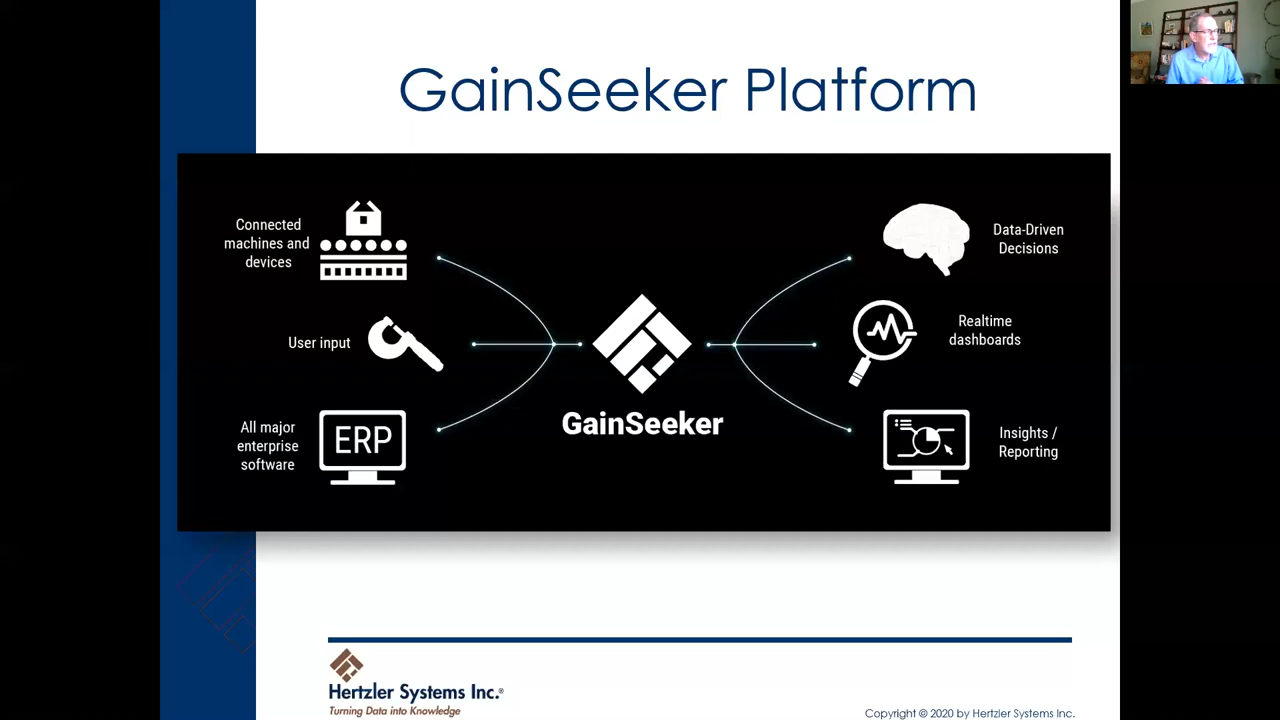 GainSeeker Platform
Connected
machines and
devices
User input
All major
enterprise
software
ERP
GainSeeker
Data-Driven
Decisions
Realtime
dashboards
Insights /
Reporting
Hertzler Systems Inc.®
Turning Data into Knowledge
Copyright © 2020 by Hertzler Systems Inc.